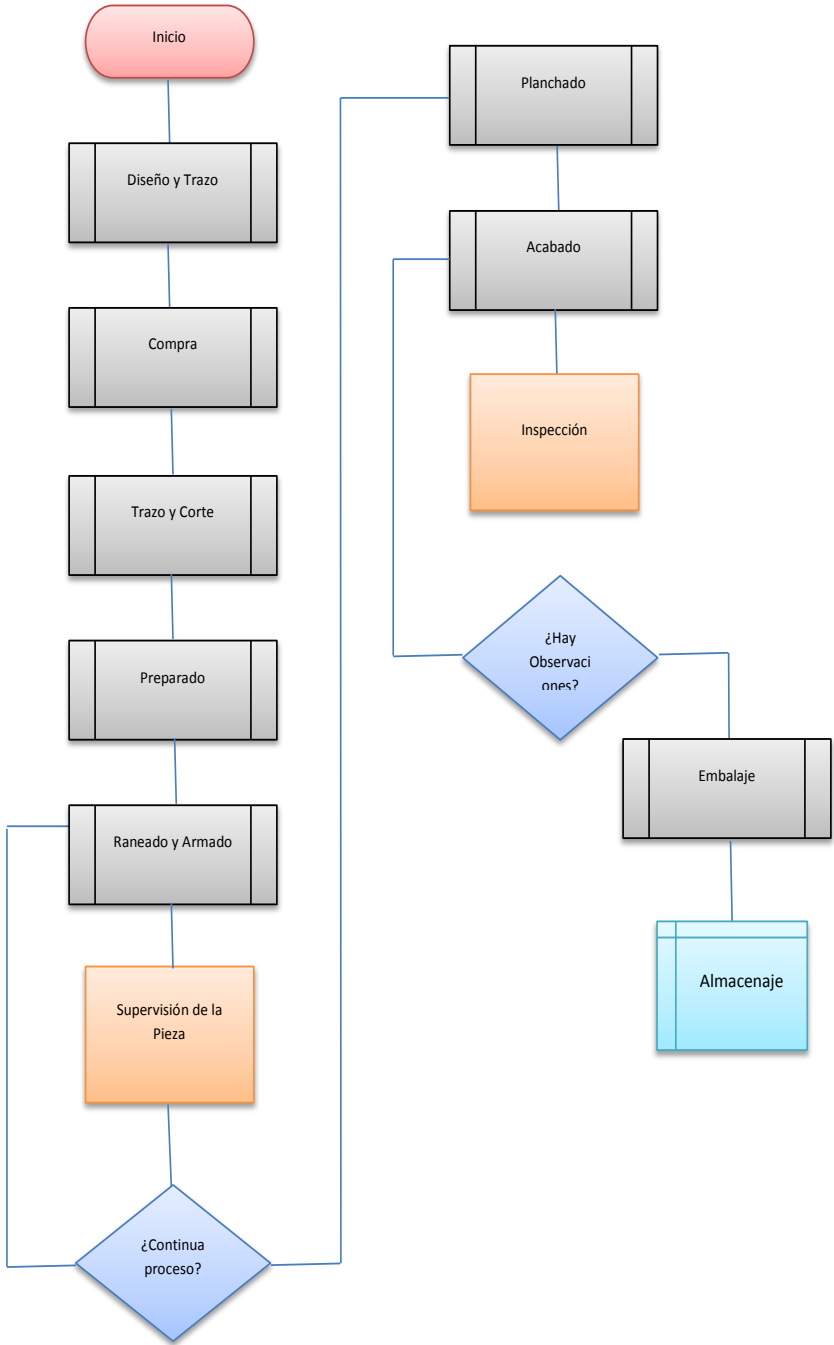 Inicio
Diseño y Trazo
Compra
Trazo y Corte
Preparado
Raneado y Armado
Supervisión de la
Pieza
¿Continua
proceso?
Planchado
Acabado
Inspección
¿Hay
Observaci
ones?
Embalaje
Almacenaje